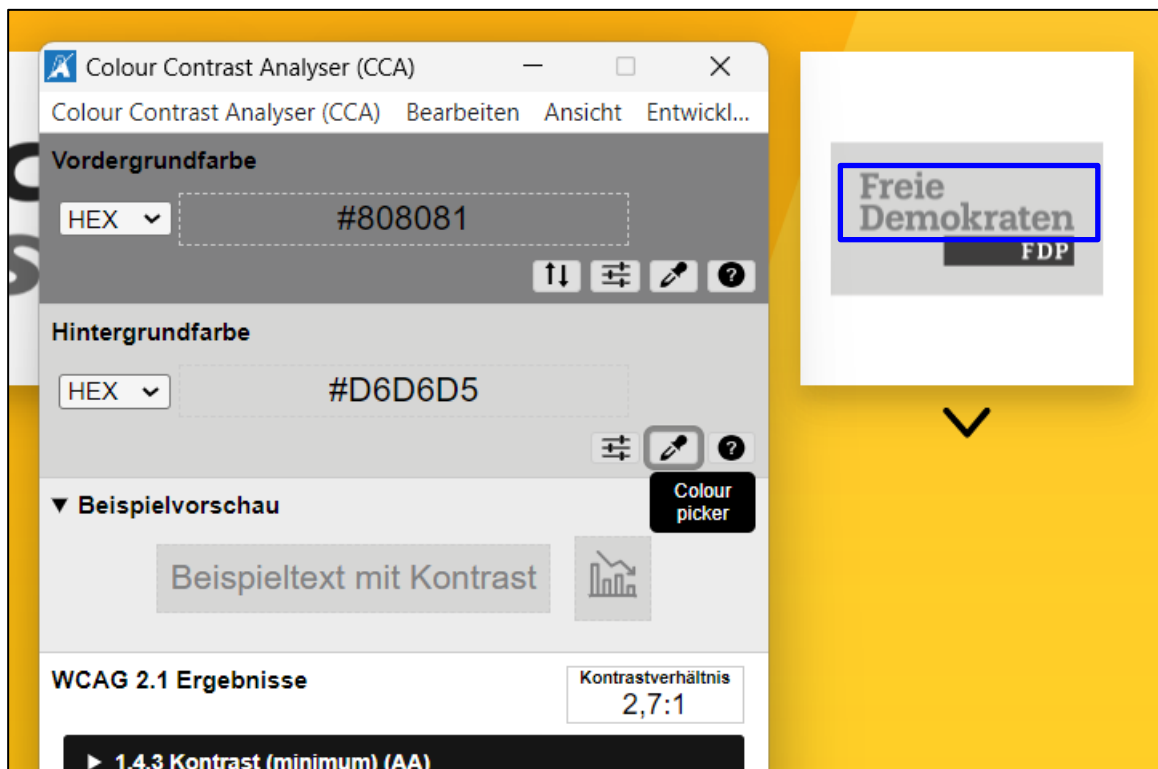 Colour Contrast Analyser (CCA)
Colour Contrast Analyser (CCA) Bearbeiten Ansicht Entwickl...
Vordergrundfarbe
HEX #808081
Hintergrundfarbe
HEX #D6D6D5
Colour
picker
▼ Beispielvorschau
Beispieltext mit Kontrast
WCAG 2.1 Ergebnisse
Kontrastverhältnis
2,7:1
▶ 1.4.3 Kontrast (minimum) (AA)
Freie
Demokraten
FDP